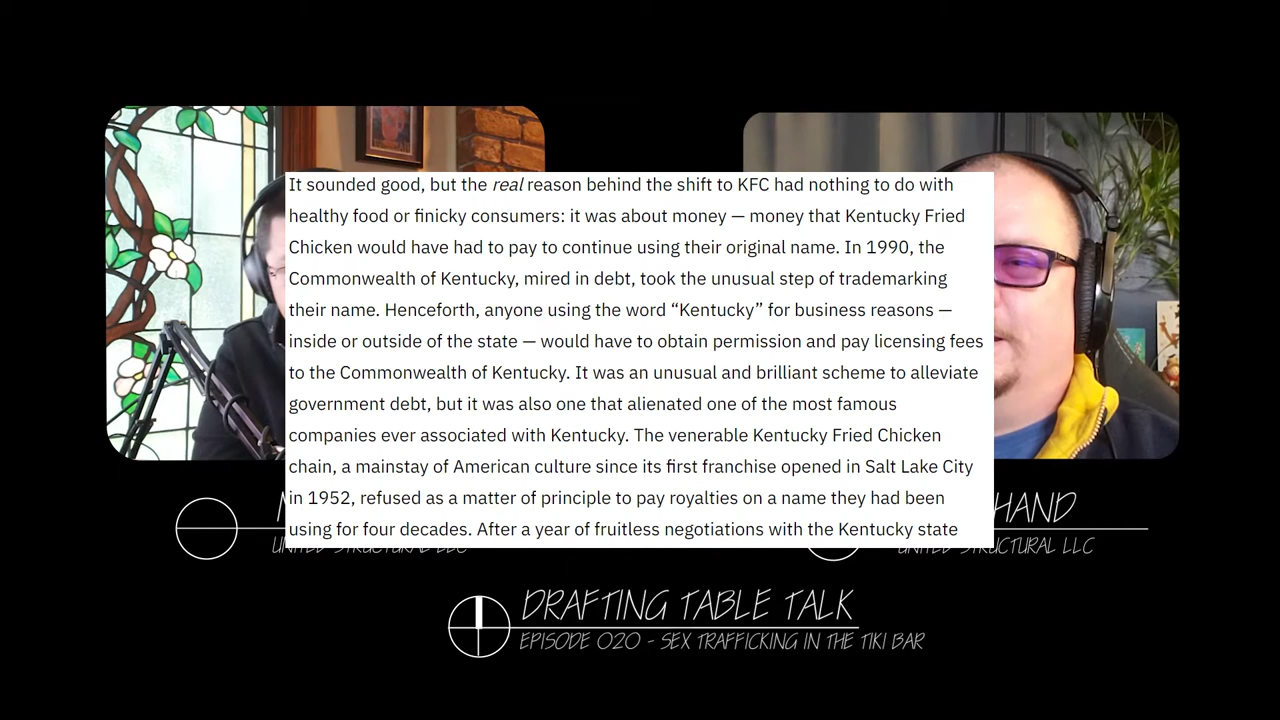 It sounded good, but the real reason behind the shift to KFC had nothing to do with
healthy food or finicky consumers: it was about money — money that Kentucky Fried
Chicken would have had to pay to continue using their original name. In 1990, the
Commonwealth of Kentucky, mired in debt, took the unusual step of trademarking
their name. Henceforth, anyone using the word “Kentucky” for business reasons —
inside or outside of the state — would have to obtain permission and pay licensing fees
to the Commonwealth of Kentucky. It was an unusual and brilliant scheme to alleviate
government debt, but it was also one that alienated one of the most famous
companies ever associated with Kentucky. The venerable Kentucky Fried Chicken
chain, a mainstay of American culture since its first franchise opened in Salt Lake City
in 1952, refused as a matter of principle to pay royalties on a name they had been
using for four decades. After a year of fruitless negotiations with the Kentucky state
HAND
UNITED STRUCTURAL LLC
UNITED STRUCTURAL LLC
DRAFTING TABLE TALK
EPISODE 020 - SEX TRAFFICKING IN THE TIKI BAR